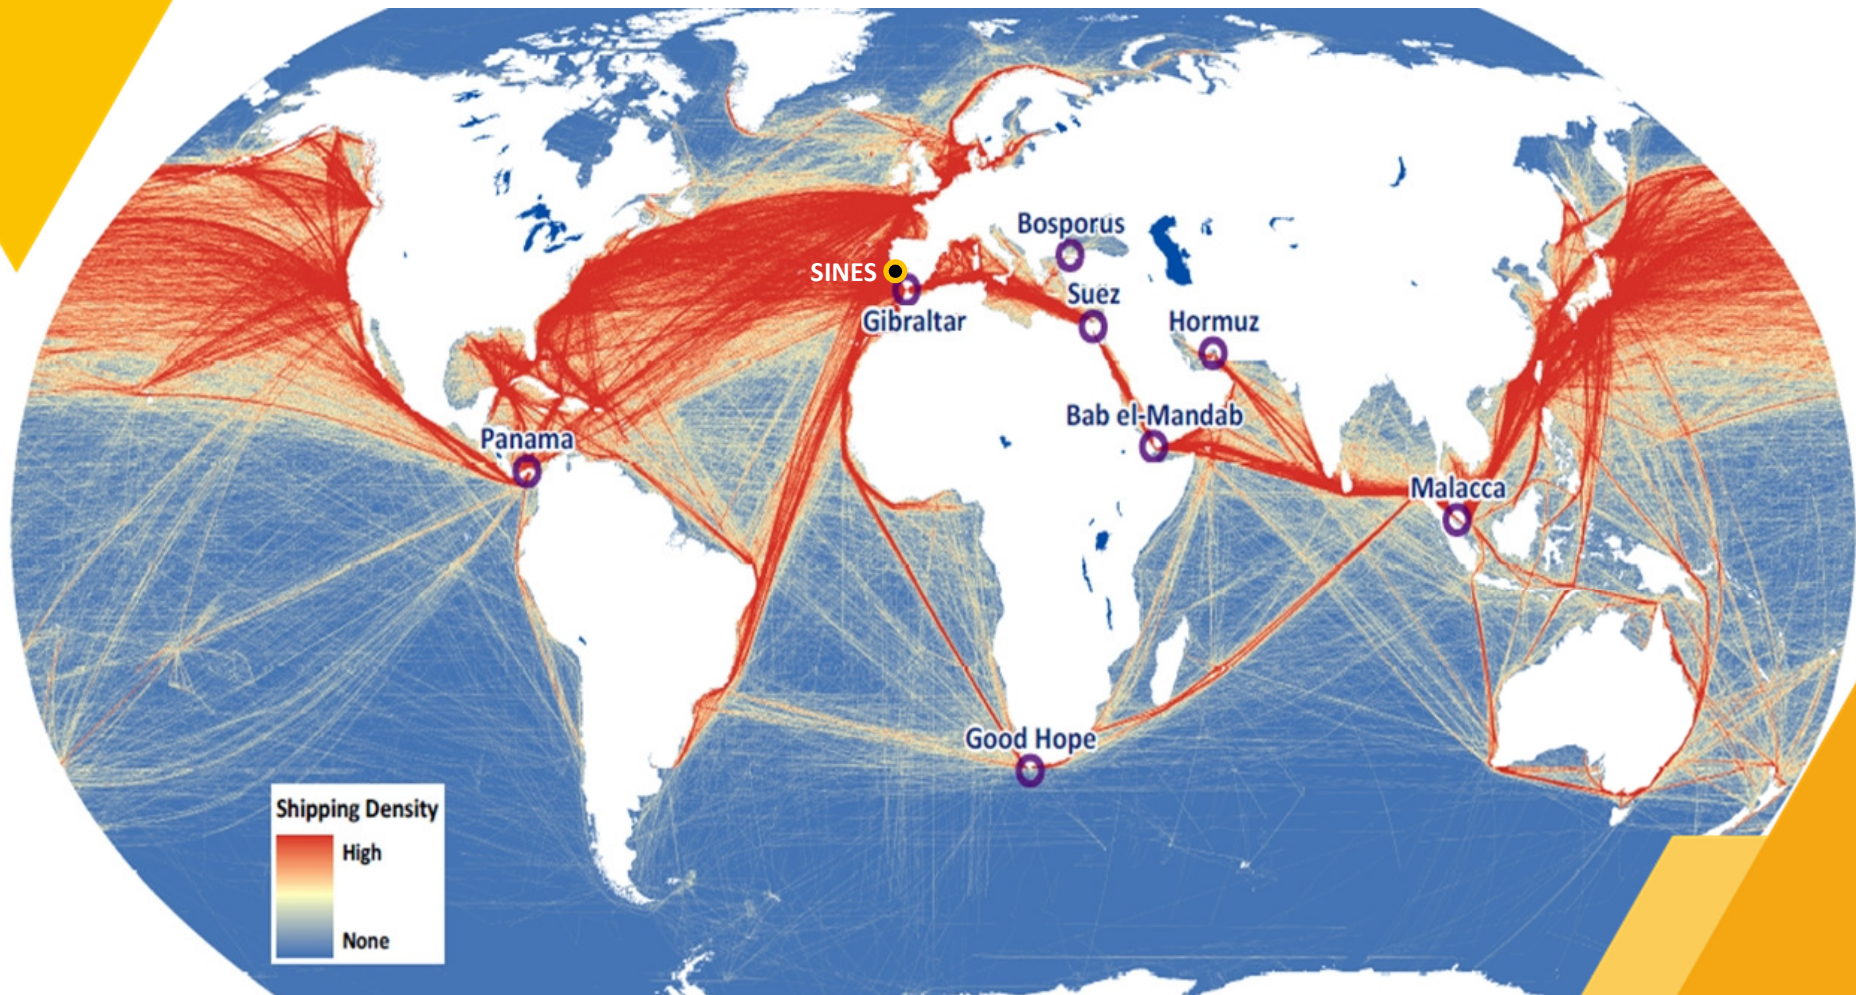 Bosporus
SINES
Suez
Gibraltar
Hormuz
Bab el-Mandab
Panama
Malacca
Good Hope
Shipping Density
High
None